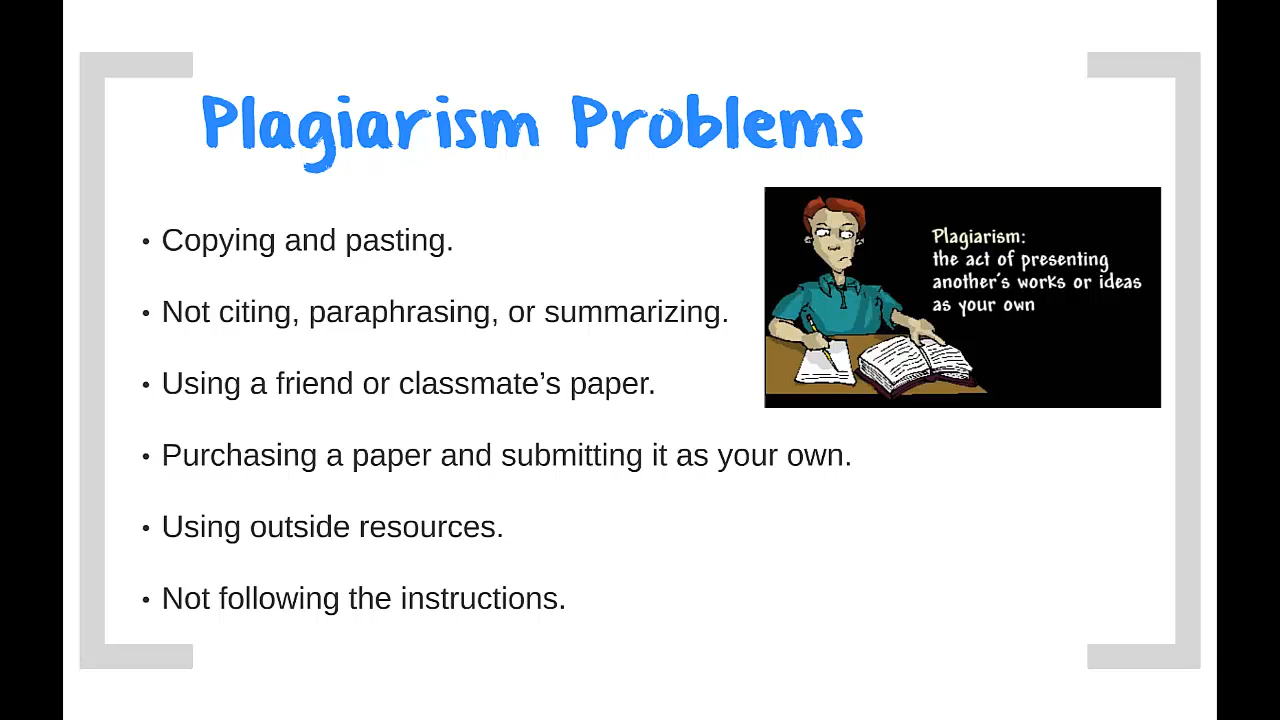 Plagiarism Problems
• Copying and pasting.
• Not citing, paraphrasing, or summarizing.
• Using a friend or classmate’s paper.
• Purchasing a paper and submitting it as your own.
• Using outside resources.
• Not following the instructions.
Plagiarism:
the act of presenting
another's works or ideas
as your own